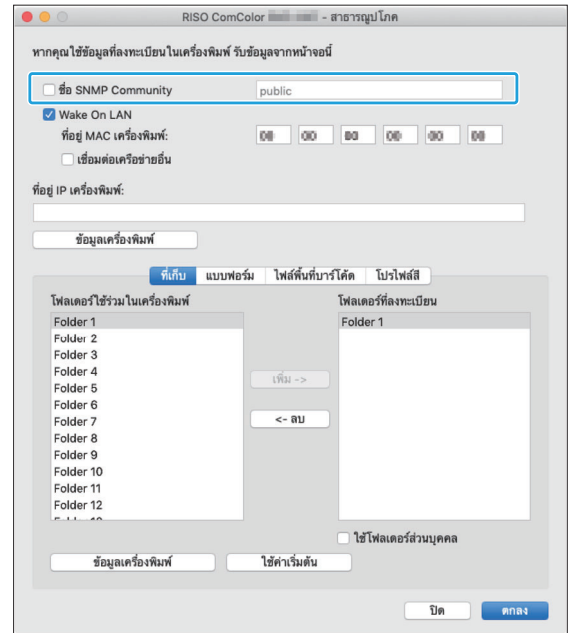 RISO ComColor - สาธารณูปโภค
หากคุณใช้ข้อมูลที่ลงทะเบียนในเครื่องพิมพ์ รับข้อมูลจากหน้าจอนี้
ชื่อ SNMP Community public
Wake On LAN
ที่อยู่ MAC เครื่องพิมพ์:
เชื่อมต่อเครือข่ายอื่น
ที่อยู่ IP เครื่องพิมพ์:
ข้อมูลเครื่องพิมพ์
ที่เก็บ แบบฟอร์ม ไฟล์พื้นที่บาร์โค้ด โปรไฟล์สี
โฟลเดอร์ใช้ร่วมในเครื่องพิมพ์ โฟลเดอร์ที่ลงทะเบียน
Folder 1 Folder 1
Folder 2
Folder 3
Folder 4
เพิ่ม ->
Folder 5
Folder 6
Folder 7 <- ลบ
Folder 8
Folder 9
Folder 10
Folder 11
Folder 12
ใช้โฟลเดอร์ส่วนบุคคล
ข้อมูลเครื่องพิมพ์ ใช้ค่าเริ่มต้น
ปิด ตกลง